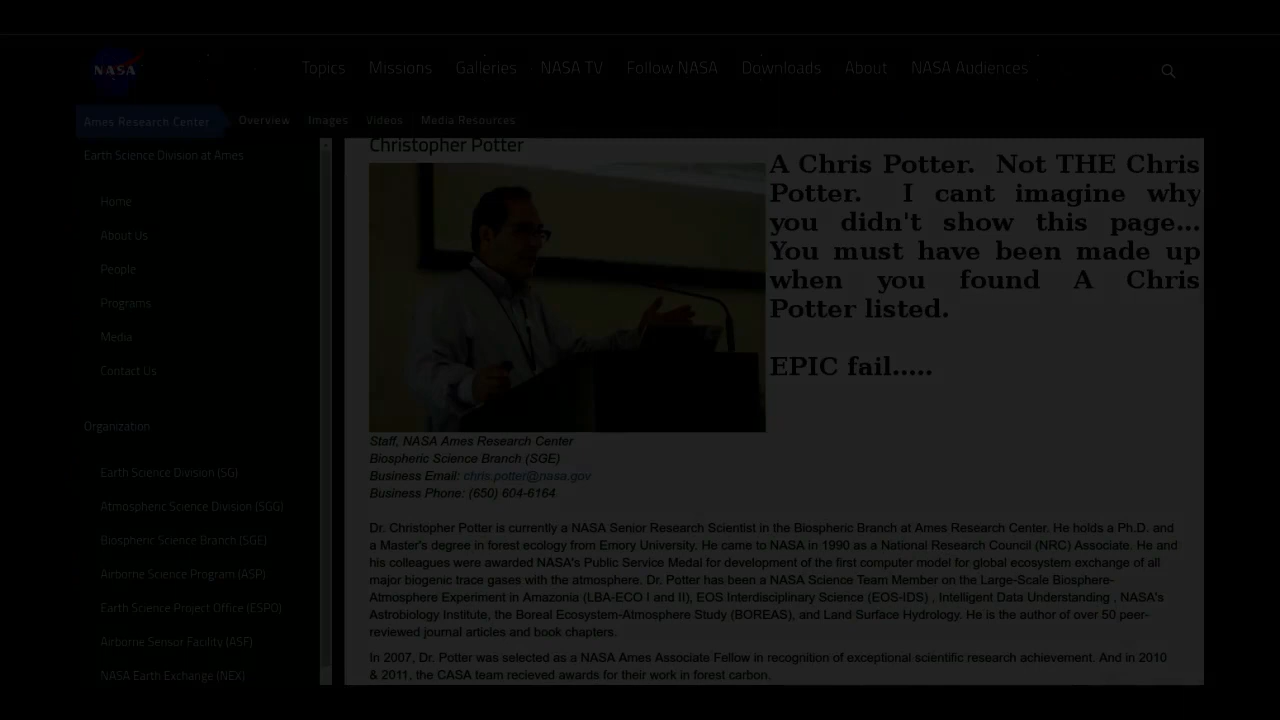 NASA
Topics Missions Galleries NASA TV Follow NASA Downloads About NASA Audiences
Ames Research Center Overview Images Videos Media Resources
Earth Science Division at Ames
Home
About Us
People
Programs
Media
Contact Us
Organization
Earth Science Division (SG)
Atmospheric Science Division (SGG)
Biospheric Science Branch (SGE)
Airborne Science Program (ASP)
Earth Science Project Office (ESPO)
Airborne Sensor Facility (ASF)
NASA Earth Exchange (NEX)
Christopher Potter
A Chris Potter. Not THE Chris
Potter. I cant imagine why
you didn't show this page...
You must have been made up
when you found A Chris
Potter listed.
EPIC fail.....
Staff, NASA Ames Research Center
Biospheric Science Branch (SGE)
Business Email: chris.potter@nasa.gov
Business Phone: (650) 604-6164
Dr. Christopher Potter is currently a NASA Senior Research Scientist in the Biospheric Branch at Ames Research Center. He holds a Ph.D. and
a Master's degree in forest ecology from Emory University. He came to NASA in 1990 as a National Research Council (NRC) Associate. He and
his colleagues were awarded NASA's Public Service Medal for development of the first computer model for global ecosystem exchange of all
major biogenic trace gases with the atmosphere. Dr. Potter has been a NASA Science Team Member on the Large-Scale Biosphere-
Atmosphere Experiment in Amazonia (LBA-ECO I and II), EOS Interdisciplinary Science (EOS-IDS) , Intelligent Data Understanding , NASA's
Astrobiology Institute, the Boreal Ecosystem-Atmosphere Study (BOREAS), and Land Surface Hydrology. He is the author of over 50 peer-
reviewed journal articles and book chapters.
In 2007, Dr. Potter was selected as a NASA Ames Associate Fellow in recognition of exceptional scientific research achievement. And in 2010
& 2011, the CASA team recieved awards for their work in forest carbon.